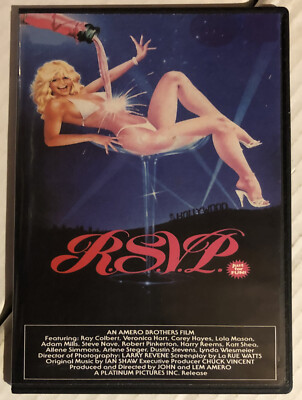 HOLLYWOOD
R.S.V.P.
AN AMERO BROTHERS FILM
Featuring: Ray Colbert, Veronica Hart, Carey Hayes, Lola Mason,
Adam Mills, Steve Nave, Robert Pinkerton, Harry Reems, Katt Shea,
Allene Simmons, Arlene Steger, Dustin Stevens, Lynda Wiesmeier
Director of Photography: LARRY REVENE Screenplay by La RUE WATTS
Original Music by IAN SHAW Executive Producer CHUCK VINCENT
Produced and Directed by JOHN and LEM AMERO
A PLATINUM PICTURES INC. Release